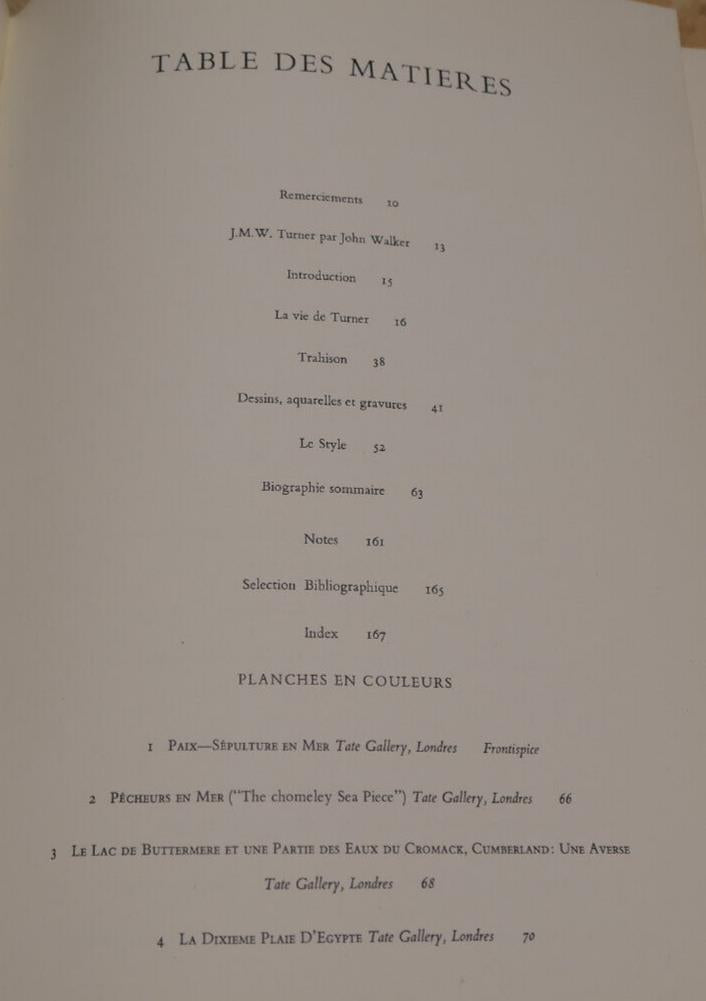 TABLE DES MATIERES
Remerciements 10
J.M.W. Turner par John Walker 13
Introduction 15
La vie de Turner 16
Trahison 38
Dessins, aquarelles et gravures 41
Le Style 52
Biographie sommaire 63
Notes 161
Selection Bibliographique 165
Index 167
PLANCHES EN COULEURS
1 PAIX—SÉPULTURE EN MER Tate Gallery, Londres Frontispice
2 PÊCHEURS EN MER ("The chomeley Sea Piece") Tate Gallery, Londres 66
3 LE LAC DE BUTTERMERE ET UNE PARTIE DES EAUX DU CROMACK, CUMBERLAND: UNE AVERSE
Tate Gallery, Londres 68
4 LA DIXIEME PLAIE D'EGYPTE Tate Gallery, Londres 70